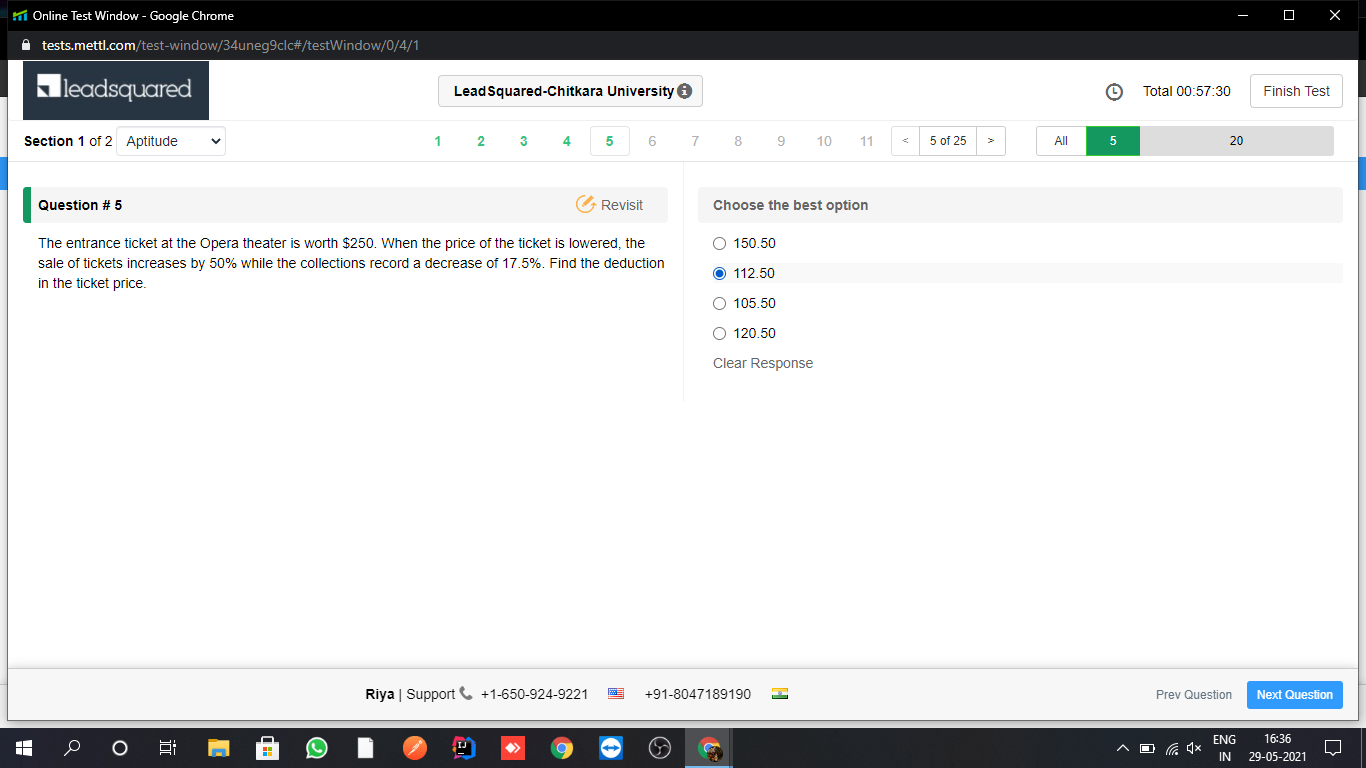 Online Test Window - Google Chrome
tests.mettl.com/test-window/34uneg9clc#/testWindow/0/4/1
leadsquared
LeadSquared-Chitkara University
Total 00:57:30
Finish Test
Section 1 of 2 Aptitude
1 2 3 4 5 6 7 8 9 10 11 < 5 of 25 > All 5 20
Question # 5
Revisit
The entrance ticket at the Opera theater is worth $250. When the price of the ticket is lowered, the
sale of tickets increases by 50% while the collections record a decrease of 17.5%. Find the deduction
in the ticket price.
Choose the best option
150.50
112.50
105.50
120.50
Clear Response
Riya | Support +1-650-924-9221 +91-8047189190
Prev Question
Next Question
ENG
IN
16:36
29-05-2021